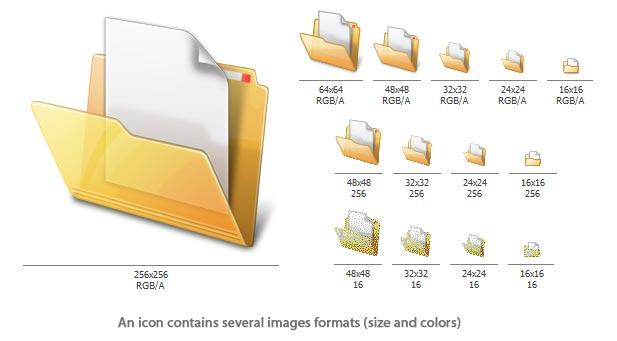 64x64 48x48 32x32 24x24 16x16
RGB/A RGB/A RGB/A RGB/A RGB/A
48x48 32x32 24x24 16x16
256 256 256 256
48x48 32x32 24x24 16x16
16 16 16 16
256x256
RGB/A
An icon contains several images formats (size and colors)